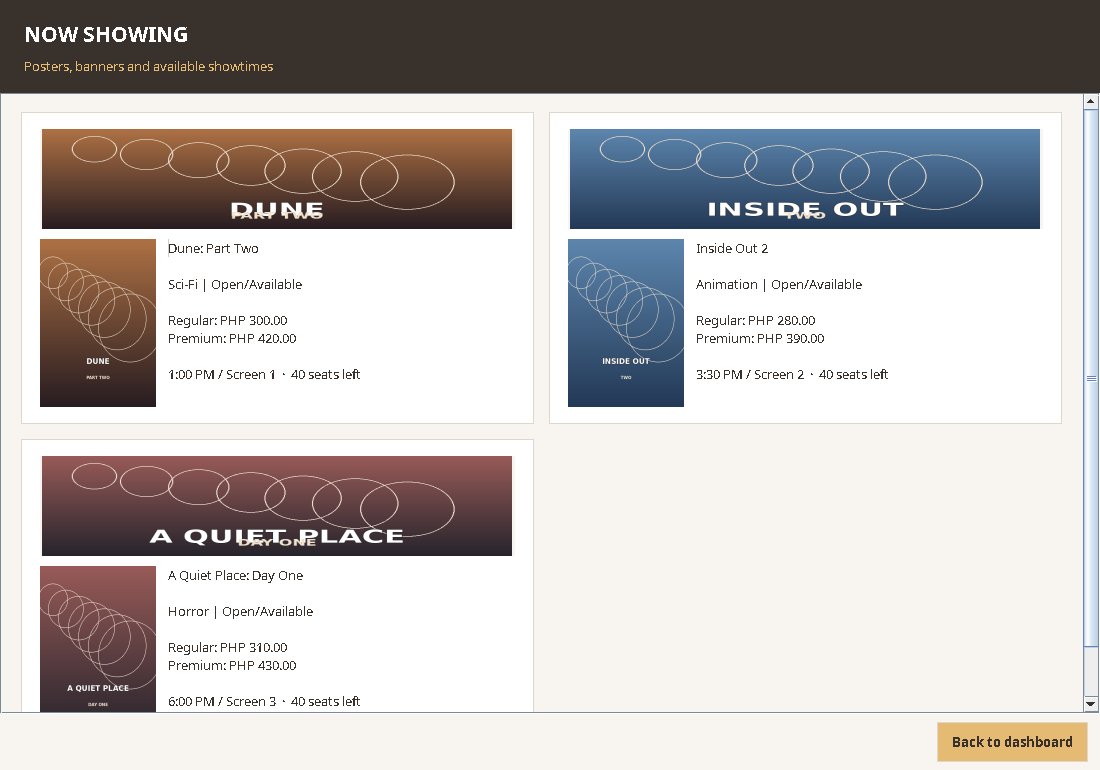 NOW SHOWING
Posters, banners and available showtimes
DUNE
PART TWO
DUNE
PART TWO
Dune: Part Two
Sci-Fi | Open/Available
Regular: PHP 300.00
Premium: PHP 420.00
1:00 PM / Screen 1 · 40 seats left
INSIDE OUT
TWO
INSIDE OUT
TWO
Inside Out 2
Animation | Open/Available
Regular: PHP 280.00
Premium: PHP 390.00
3:30 PM / Screen 2 · 40 seats left
A QUIET PLACE
DAY ONE
A QUIET PLACE
DAY ONE
A Quiet Place: Day One
Horror | Open/Available
Regular: PHP 310.00
Premium: PHP 430.00
6:00 PM / Screen 3 · 40 seats left
Back to dashboard